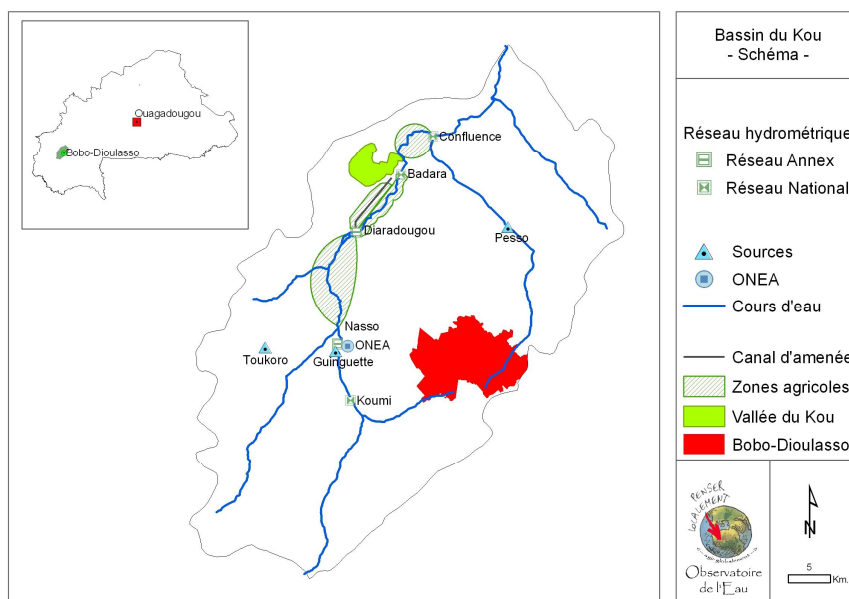 Ouagadougou
Bobo-Dioulasso
Confluence
Badara
Diaradougou
Pesso
Nasso
ONEA
Toukoro
Guinguette
Koumi
Bassin du Kou
- Schéma -
Réseau hydrométrique
Réseau Annex
Réseau National
Sources
ONEA
Cours d'eau
Canal d'amenée
Zones agricoles
Vallée du Kou
Bobo-Dioulasso
PENSER
LOCALEMENT
Observatoire
de l'Eau
N
5
Km.